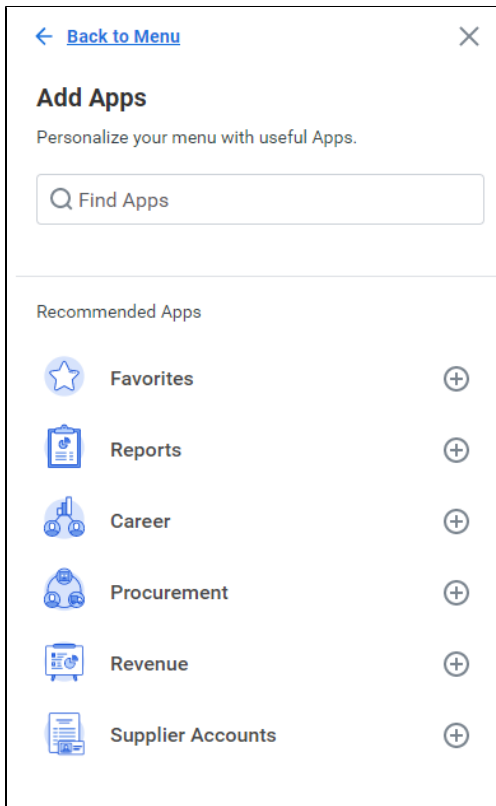 Back to Menu
Add Apps
Personalize your menu with useful Apps.
Find Apps
Recommended Apps
Favorites
Reports
Career
Procurement
Revenue
Supplier Accounts